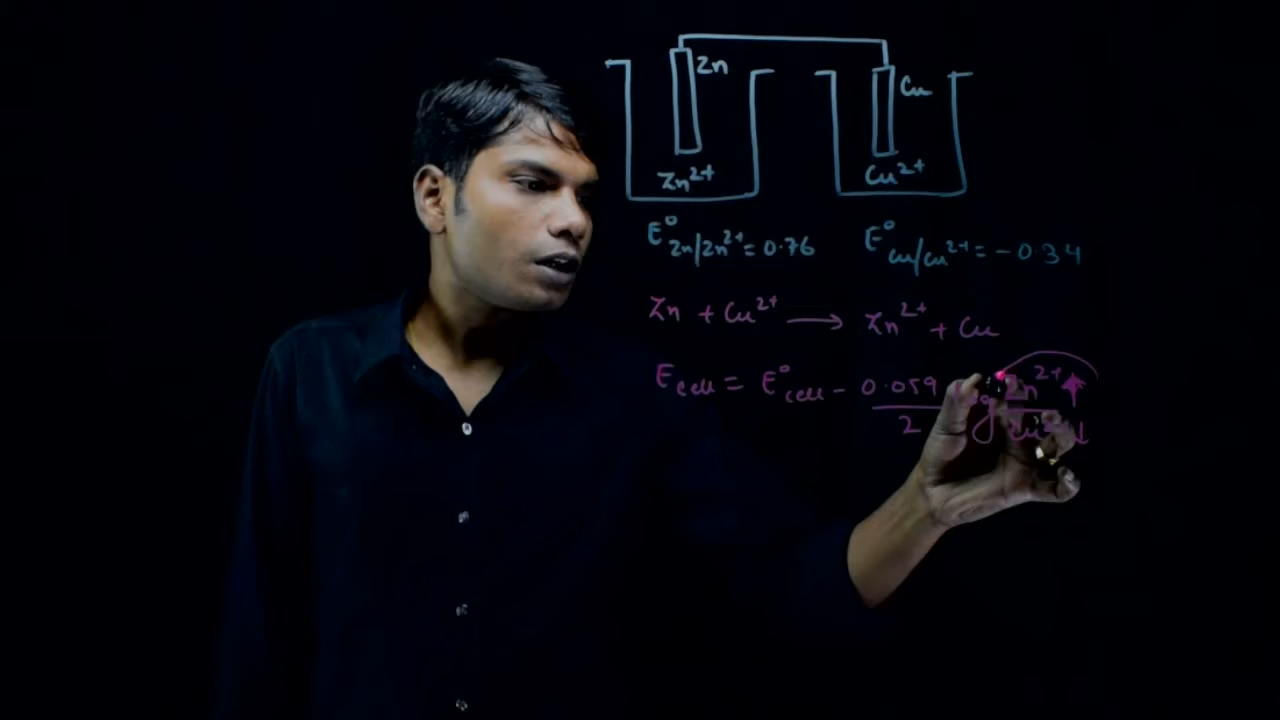 Zn
Cu
Zn²⁺
Cu²⁺
E°Zn/Zn²⁺ = 0.76
E°Cu/Cu²⁺ = -0.34
Zn + Cu²⁺ ⟶ Zn²⁺ + Cu
Ecell = E°cell - 0.059/2 log Zn²⁺↑/Cu²⁺↓